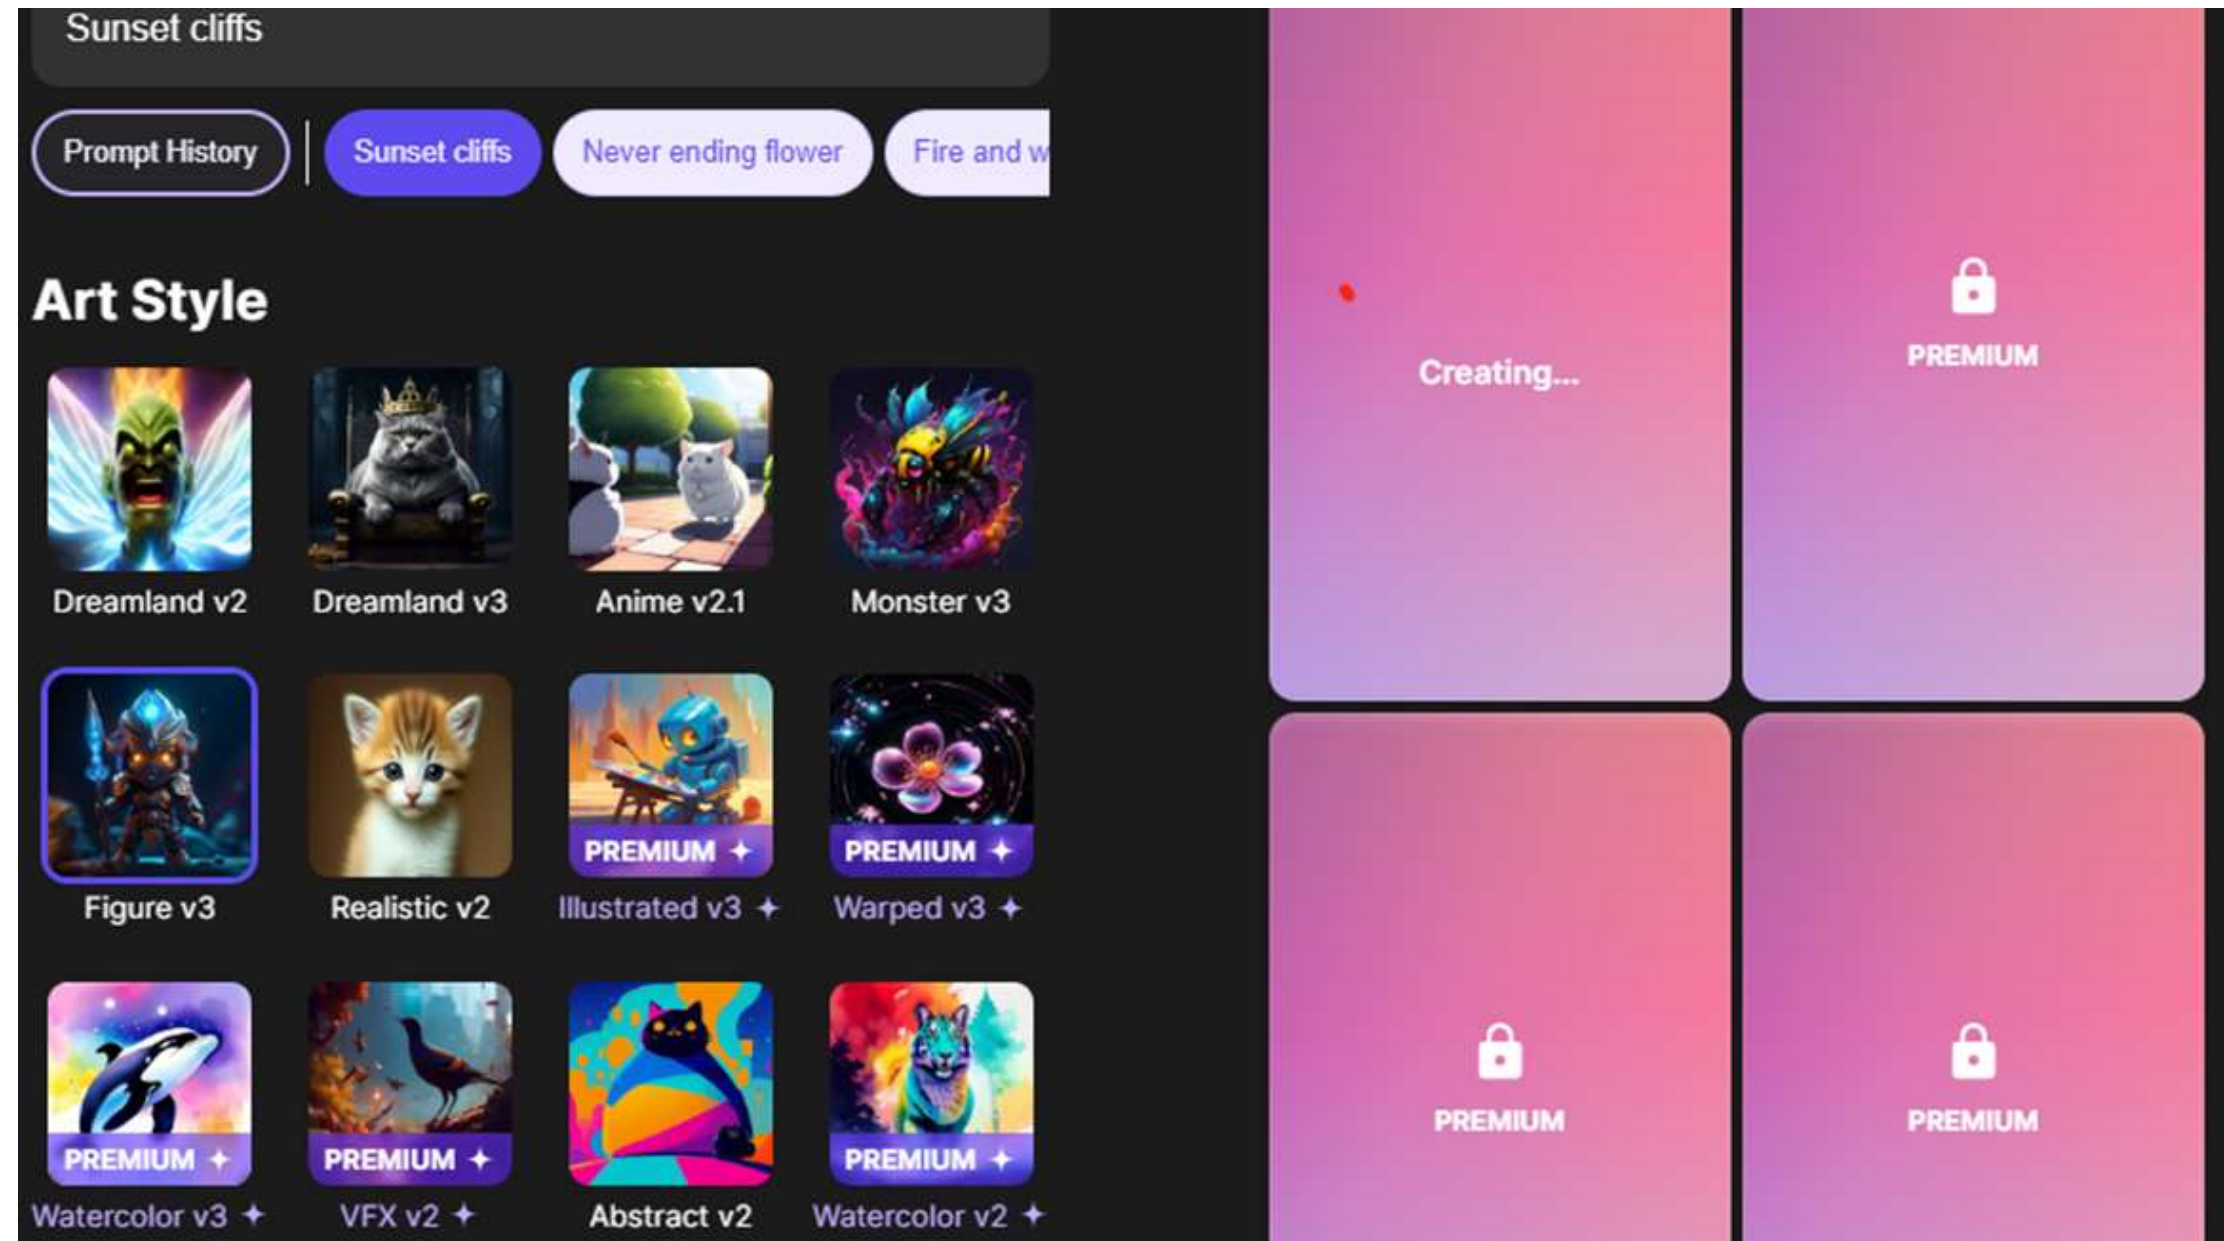 Sunset cliffs
Prompt History
Sunset cliffs
Never ending flower
Fire and w
Art Style
Dreamland v2
Dreamland v3
Anime v2.1
Monster v3
Figure v3
Realistic v2
PREMIUM
Illustrated v3
PREMIUM
Warped v3
PREMIUM
Watercolor v3
PREMIUM
VFX v2
Abstract v2
PREMIUM
Watercolor v2
Creating...
PREMIUM
PREMIUM
PREMIUM